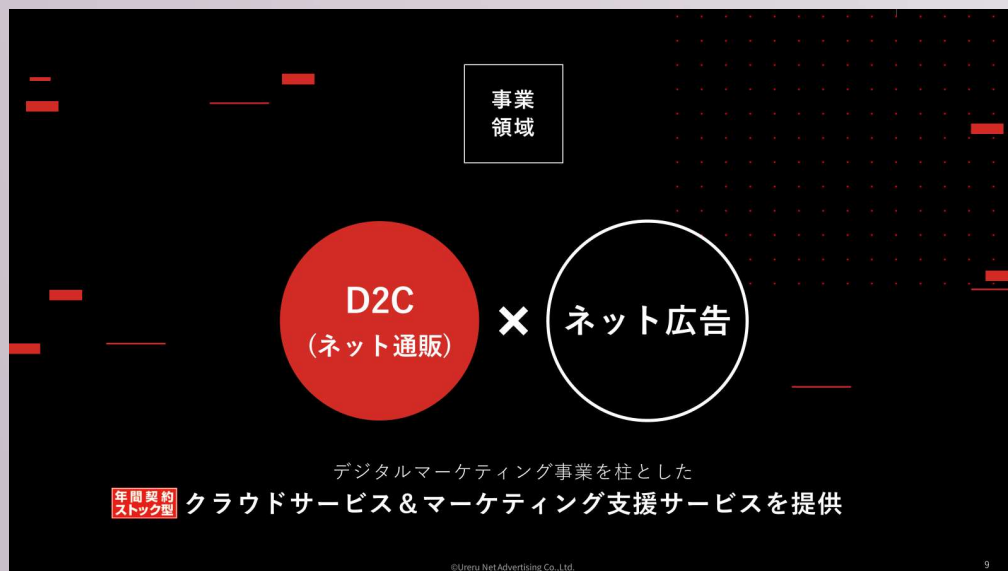 事業
領域
D2C
(ネット通販)
×
ネット広告
デジタルマーケティング事業を柱とした
年間契約
ストック型
クラウドサービス＆マーケティング支援サービスを提供
©Ureru Net Advertising Co.,Ltd.
9